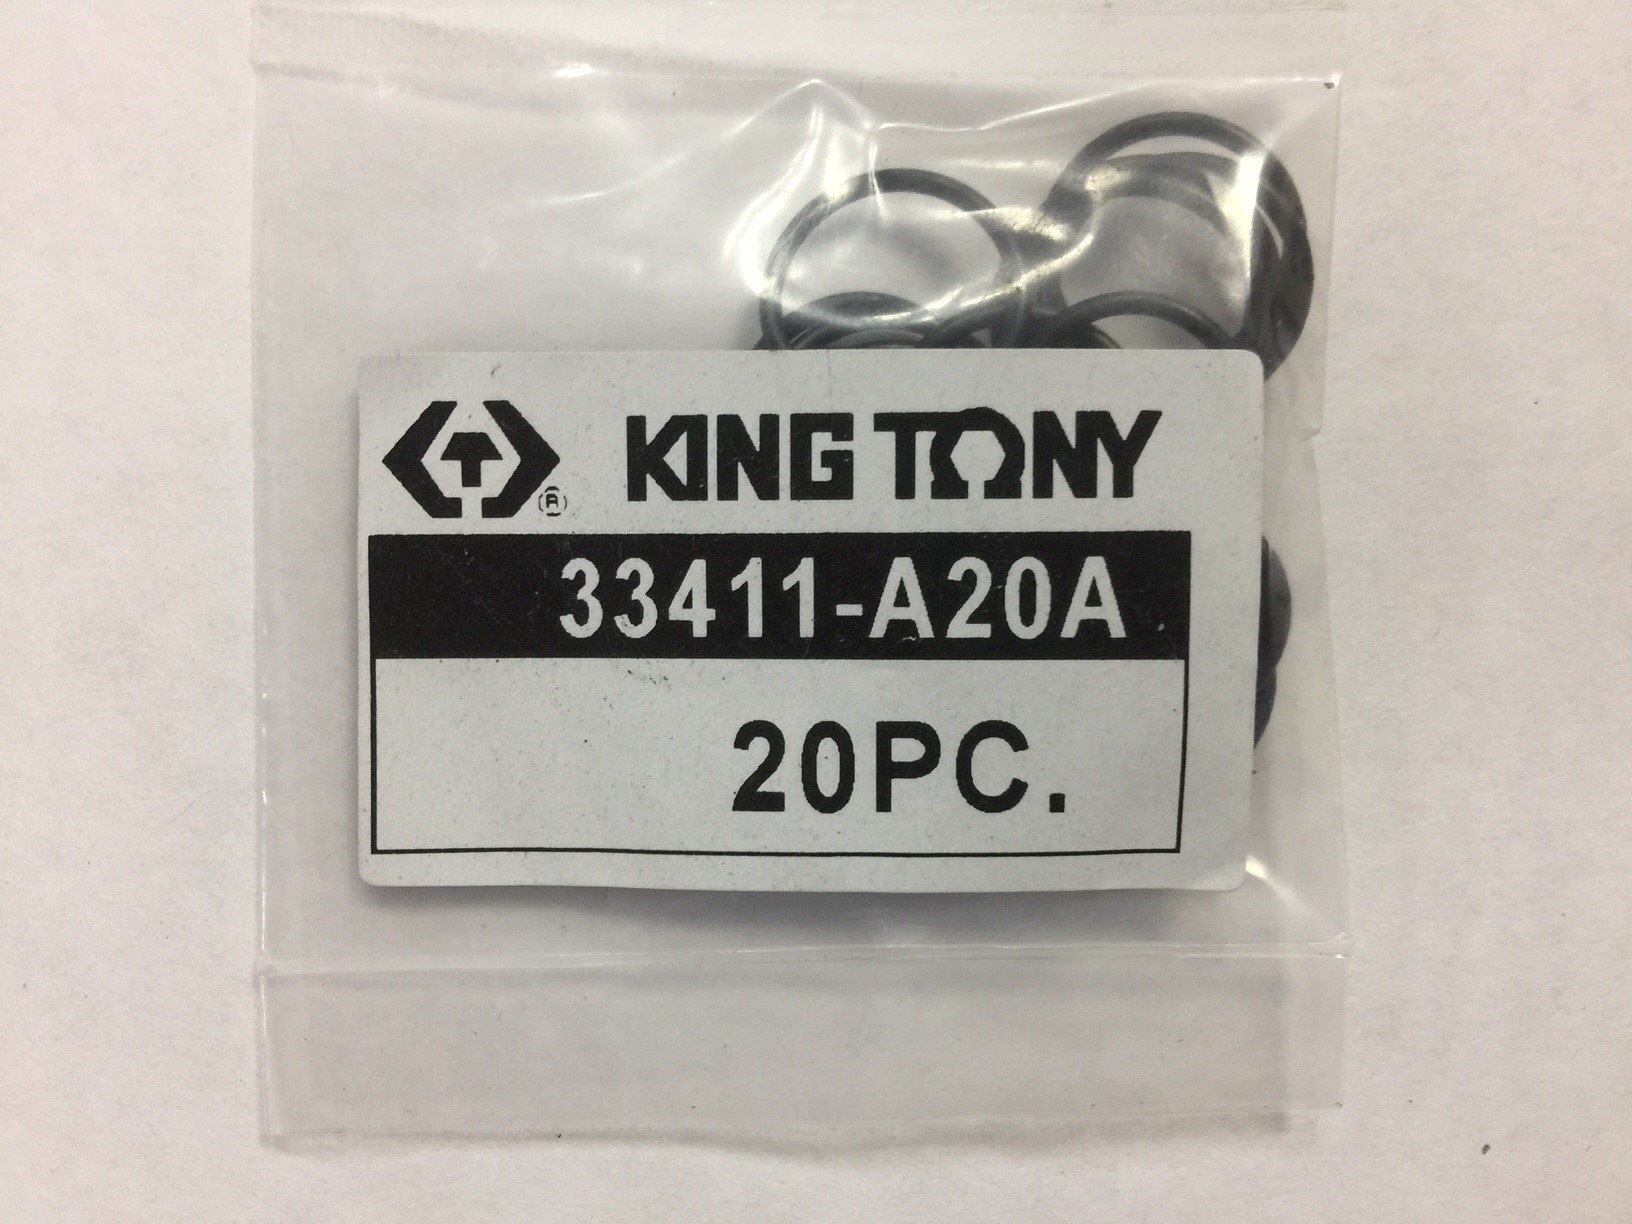 KING TONY
®
33411-A20A
20PC.